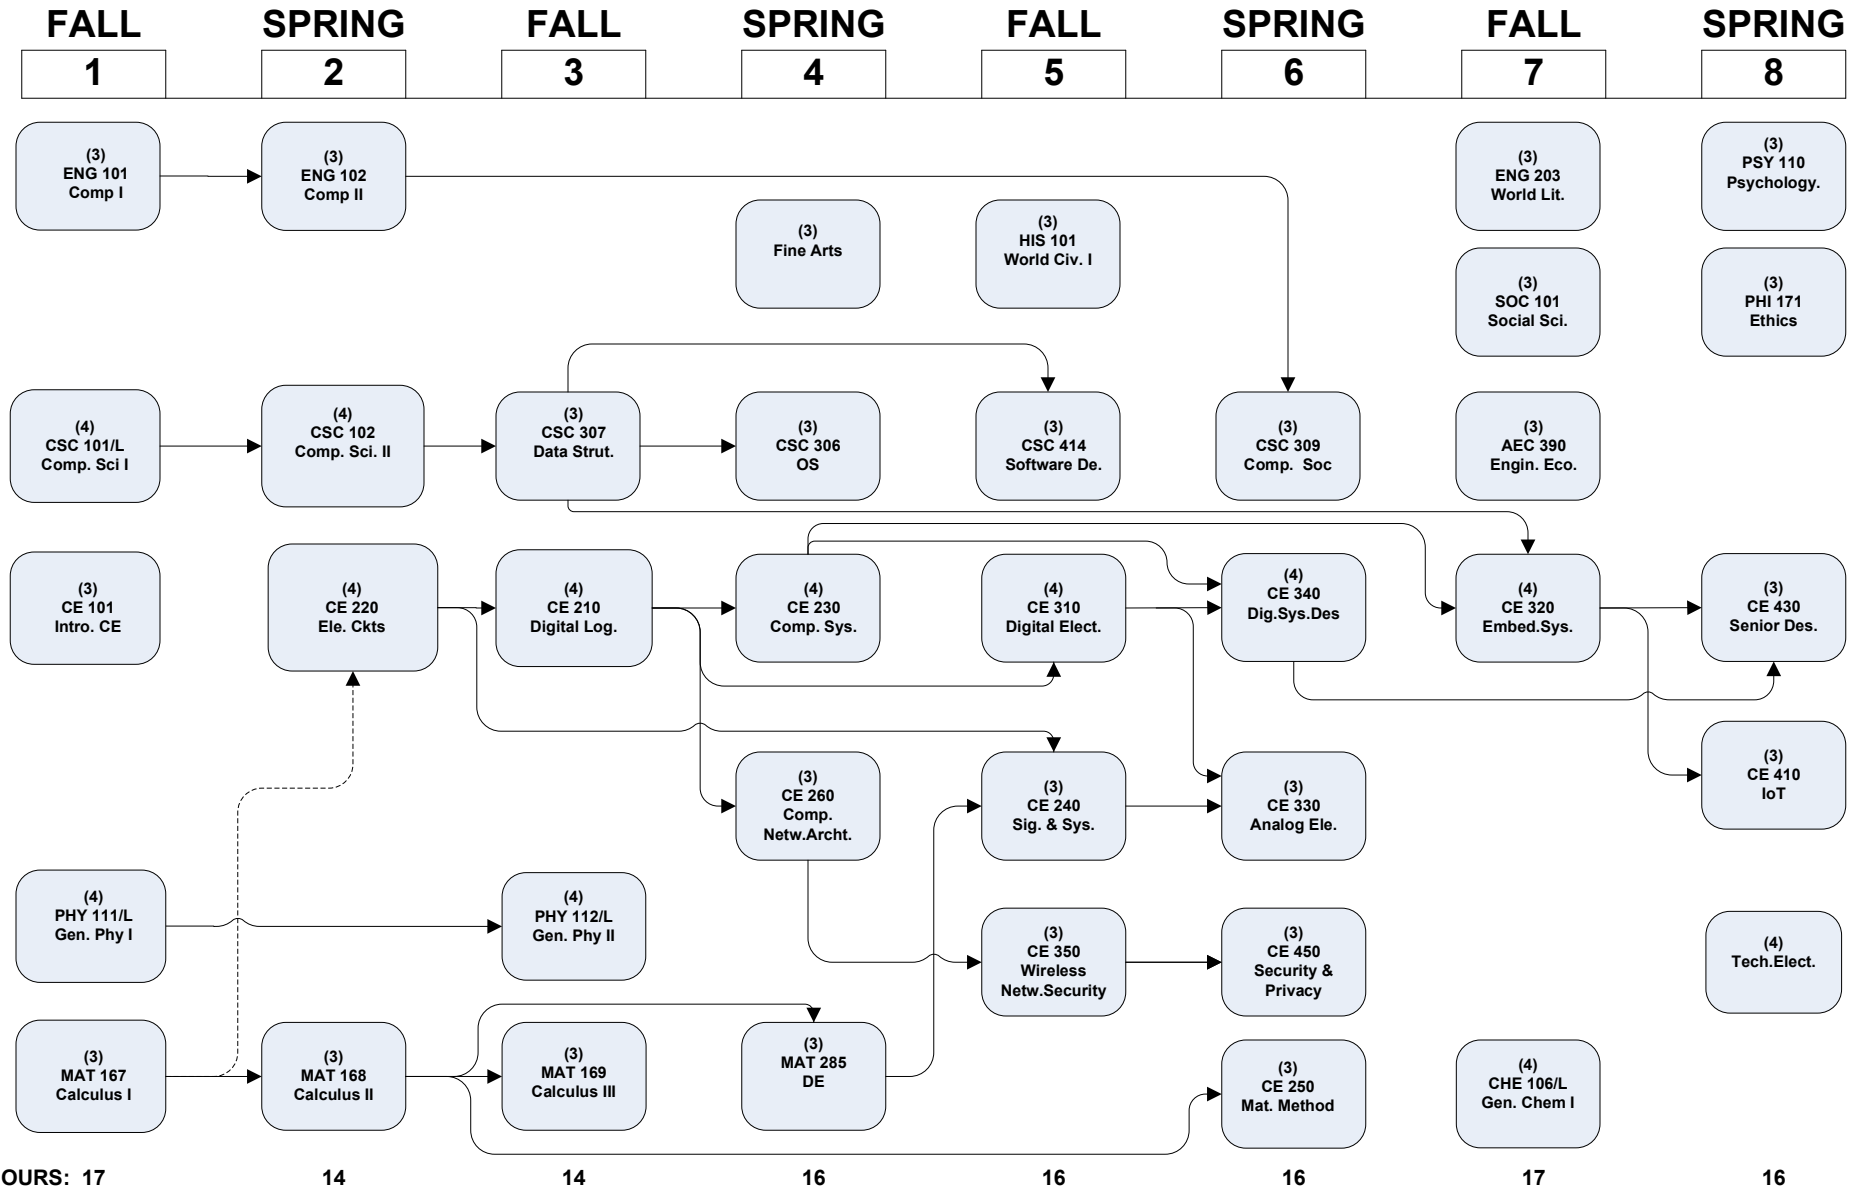 FALL SPRING FALL SPRING FALL SPRING FALL SPRING
1 2 3 4 5 6 7 8
(3)
ENG 101
Comp I
(3)
ENG 102
Comp II
(3)
ENG 203
World Lit.
(3)
PSY 110
Psychology.
(3)
Fine Arts
(3)
HIS 101
World Civ. I
(3)
SOC 101
Social Sci.
(3)
PHI 171
Ethics
(4)
CSC 101/L
Comp. Sci I
(4)
CSC 102
Comp. Sci. II
(3)
CSC 307
Data Strut.
(3)
CSC 306
OS
(3)
CSC 414
Software De.
(3)
CSC 309
Comp. Soc
(3)
AEC 390
Engin. Eco.
(3)
CE 101
Intro. CE
(4)
CE 220
Ele. Ckts
(4)
CE 210
Digital Log.
(4)
CE 230
Comp. Sys.
(4)
CE 310
Digital Elect.
(4)
CE 340
Dig.Sys.Des
(4)
CE 320
Embed.Sys.
(3)
CE 430
Senior Des.
(3)
CE 260
Comp.
Netw.Archt.
(3)
CE 240
Sig. & Sys.
(3)
CE 330
Analog Ele.
(3)
CE 410
IoT
(4)
PHY 111/L
Gen. Phy I
(4)
PHY 112/L
Gen. Phy II
(3)
CE 350
Wireless
Netw.Security
(3)
CE 450
Security &
Privacy
(4)
Tech.Elect.
(3)
MAT 167
Calculus I
(3)
MAT 168
Calculus II
(3)
MAT 169
Calculus III
(3)
MAT 285
DE
(3)
CE 250
Mat. Method
(4)
CHE 106/L
Gen. Chem I
OURS: 17 14 14 16 16 16 17 16